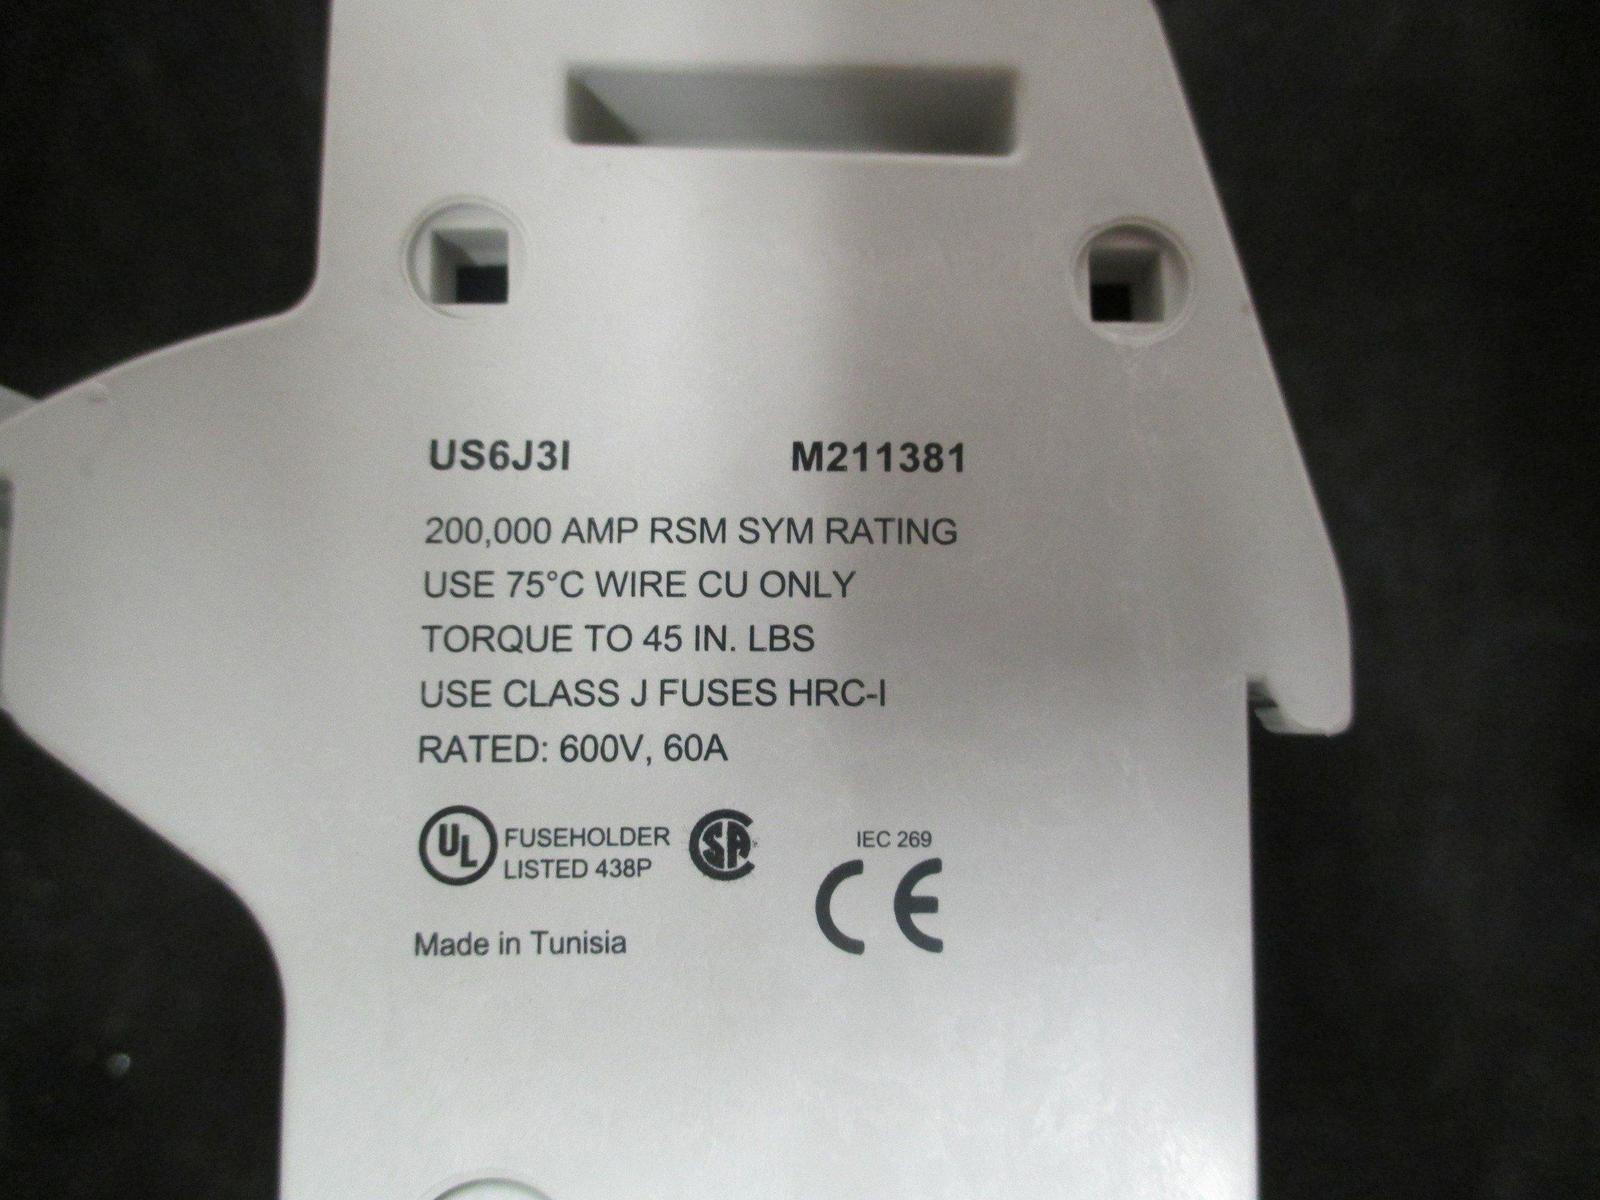 US6J3I M211381
200,000 AMP RSM SYM RATING
USE 75°C WIRE CU ONLY
TORQUE TO 45 IN. LBS
USE CLASS J FUSES HRC-I
RATED: 600V, 60A
UL FUSEHOLDER
LISTED 438P
SA
IEC 269
CE
Made in Tunisia